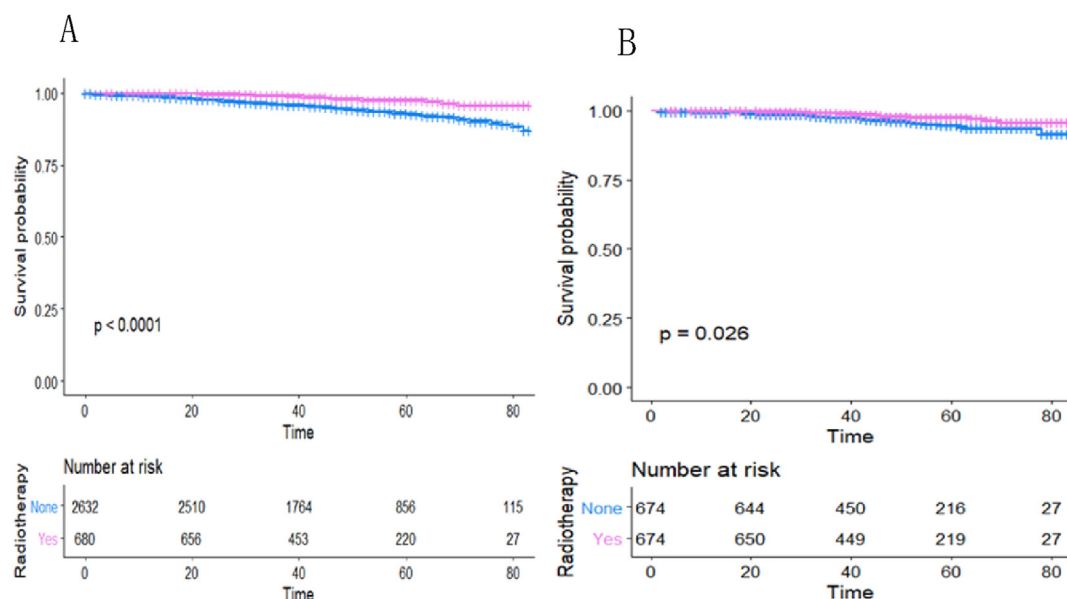 A
Survival probability
1.00
0.75
0.50
0.25
0.00
p < 0.0001
0 20 40 60 80
Time
Number at risk
Radiotherapy
None 2632 2510 1764 856 115
Yes 680 656 453 220 27
0 20 40 60 80
Time
B
Survival probability
1.00
0.75
0.50
0.25
0.00
p = 0.026
0 20 40 60 80
Time
Number at risk
Radiotherapy
None 674 644 450 216 27
Yes 674 650 449 219 27
0 20 40 60 80
Time